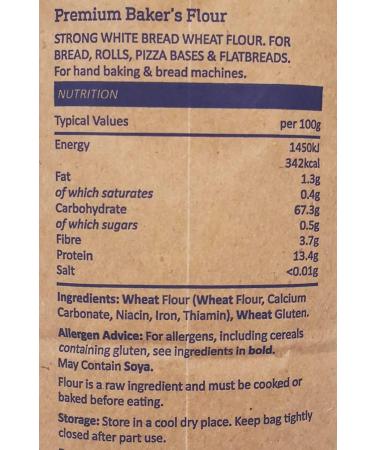 Premium Baker's Flour
STRONG WHITE BREAD WHEAT FLOUR. FOR
BREAD, ROLLS, PIZZA BASES & FLATBREADS.
For hand baking & bread machines.
NUTRITION
Typical Values per 100g
Energy 1450kJ
342kcal
Fat 1.3g
of which saturates 0.4g
Carbohydrate 67.3g
of which sugars 0.5g
Fibre 3.7g
Protein 13.4g
Salt <0.01g
Ingredients: Wheat Flour (Wheat Flour, Calcium
Carbonate, Niacin, Iron, Thiamin), Wheat Gluten.
Allergen Advice: For allergens, including cereals
containing gluten, see ingredients in bold.
May Contain Soya.
Flour is a raw ingredient and must be cooked or
baked before eating.
Storage: Store in a cool dry place. Keep bag tightly
closed after part use.